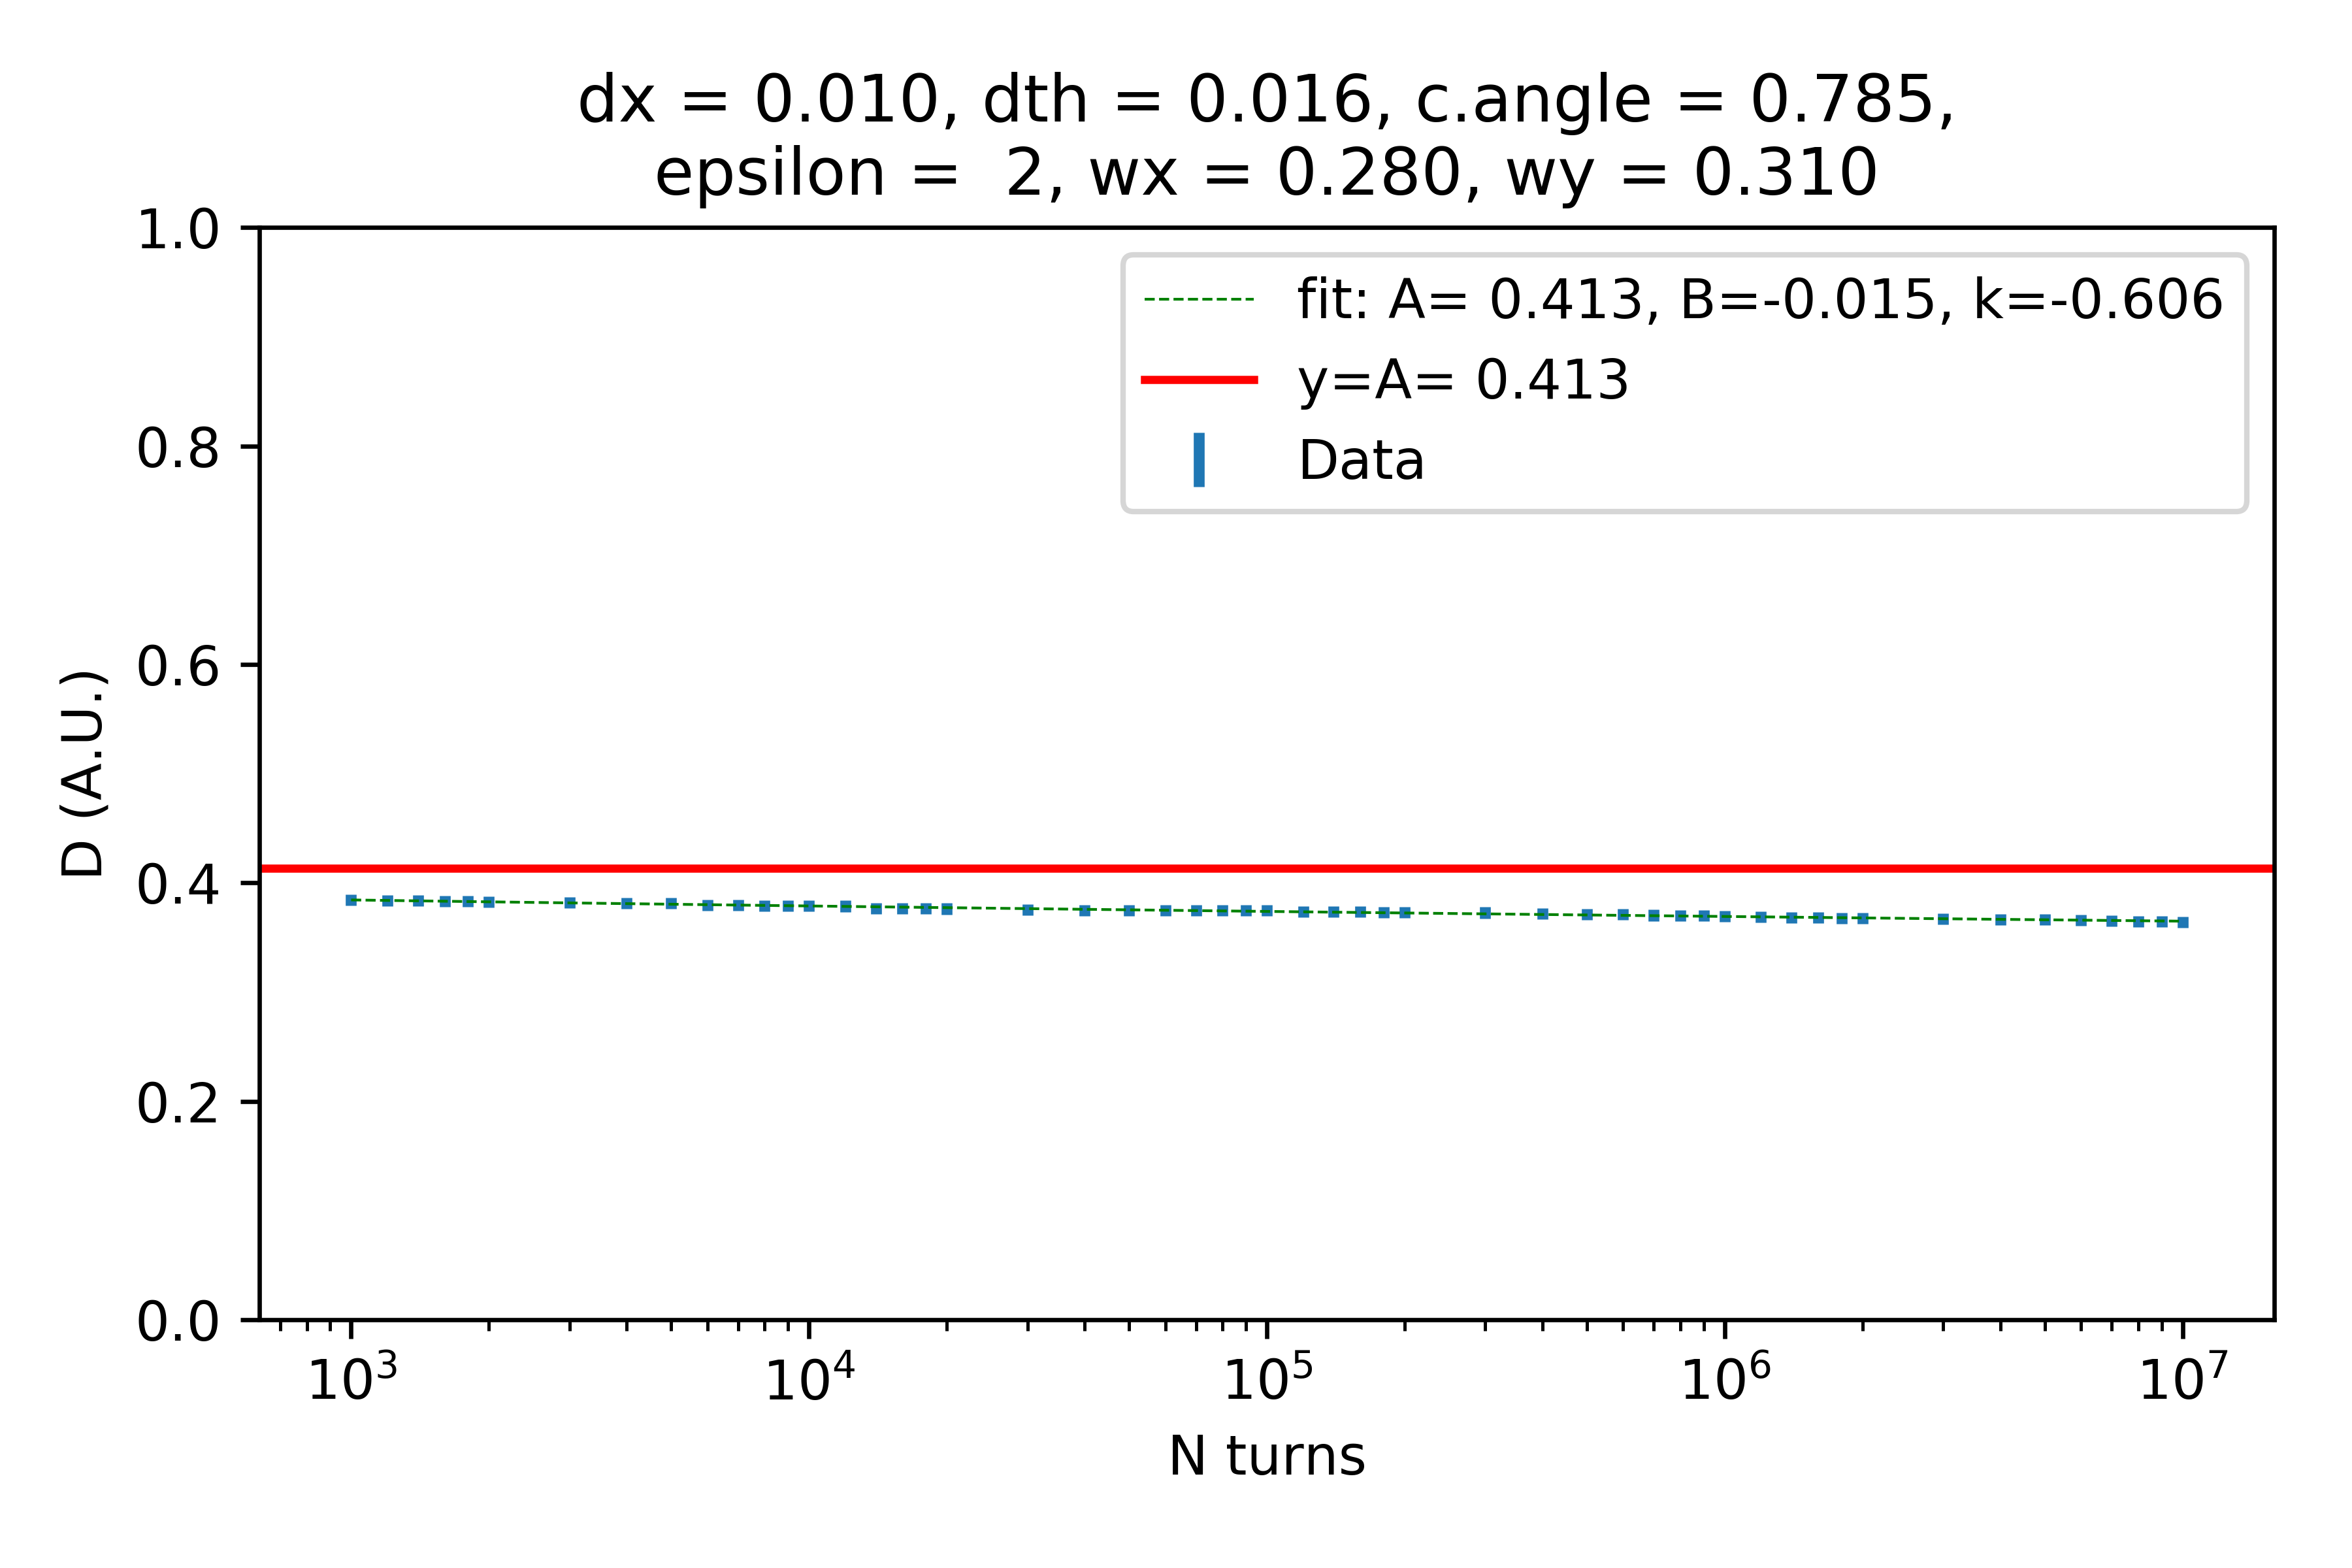 dx = 0.010, dth = 0.016, c.angle = 0.785,
epsilon =  2, wx = 0.280, wy = 0.310
fit: A= 0.413, B=-0.015, k=-0.606
y=A= 0.413
Data
D (A.U.)
1.0
0.8
0.6
0.4
0.2
0.0
10³
10⁴
10⁵
10⁶
10⁷
N turns